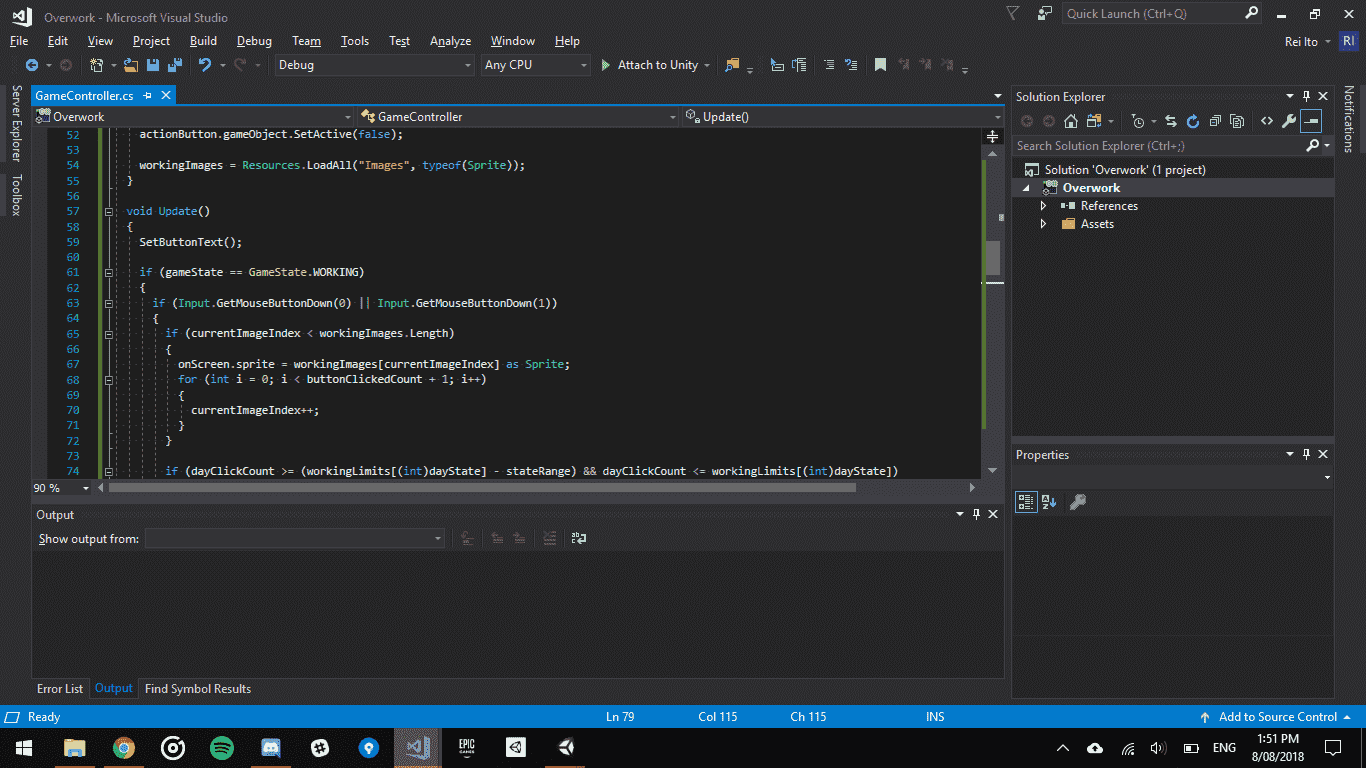 Overwork - Microsoft Visual Studio
Quick Launch (Ctrl+Q)
File Edit View Project Build Debug Team Tools Test Analyze Window Help
Rei Ito RI
Debug Any CPU Attach to Unity
Server Explorer
Toolbox
GameController.cs
Overwork GameController Update()
52 actionButton.gameObject.SetActive(false);
53
54 workingImages = Resources.LoadAll("Images", typeof(Sprite));
55 }
56
57 void Update()
58 {
59 SetButtonText();
60
61 if (gameState == GameState.WORKING)
62 {
63 if (Input.GetMouseButtonDown(0) || Input.GetMouseButtonDown(1))
64 {
65 if (currentImageIndex < workingImages.Length)
66 {
67 onScreen.sprite = workingImages[currentImageIndex] as Sprite;
68 for (int i = 0; i < buttonClickedCount + 1; i++)
69 {
70 currentImageIndex++;
71 }
72 }
73
74 if (dayClickCount >= (workingLimits[(int)dayState] - stateRange) && dayClickCount <= workingLimits[(int)dayState])
90 %
Output
Show output from:
Error List Output Find Symbol Results
Solution Explorer
Search Solution Explorer (Ctrl+;)
Solution 'Overwork' (1 project)
Overwork
References
Assets
Properties
Notifications
Ready Ln 79 Col 115 Ch 115 INS Add to Source Control
EPIC GAMES
ENG
1:51 PM
8/08/2018